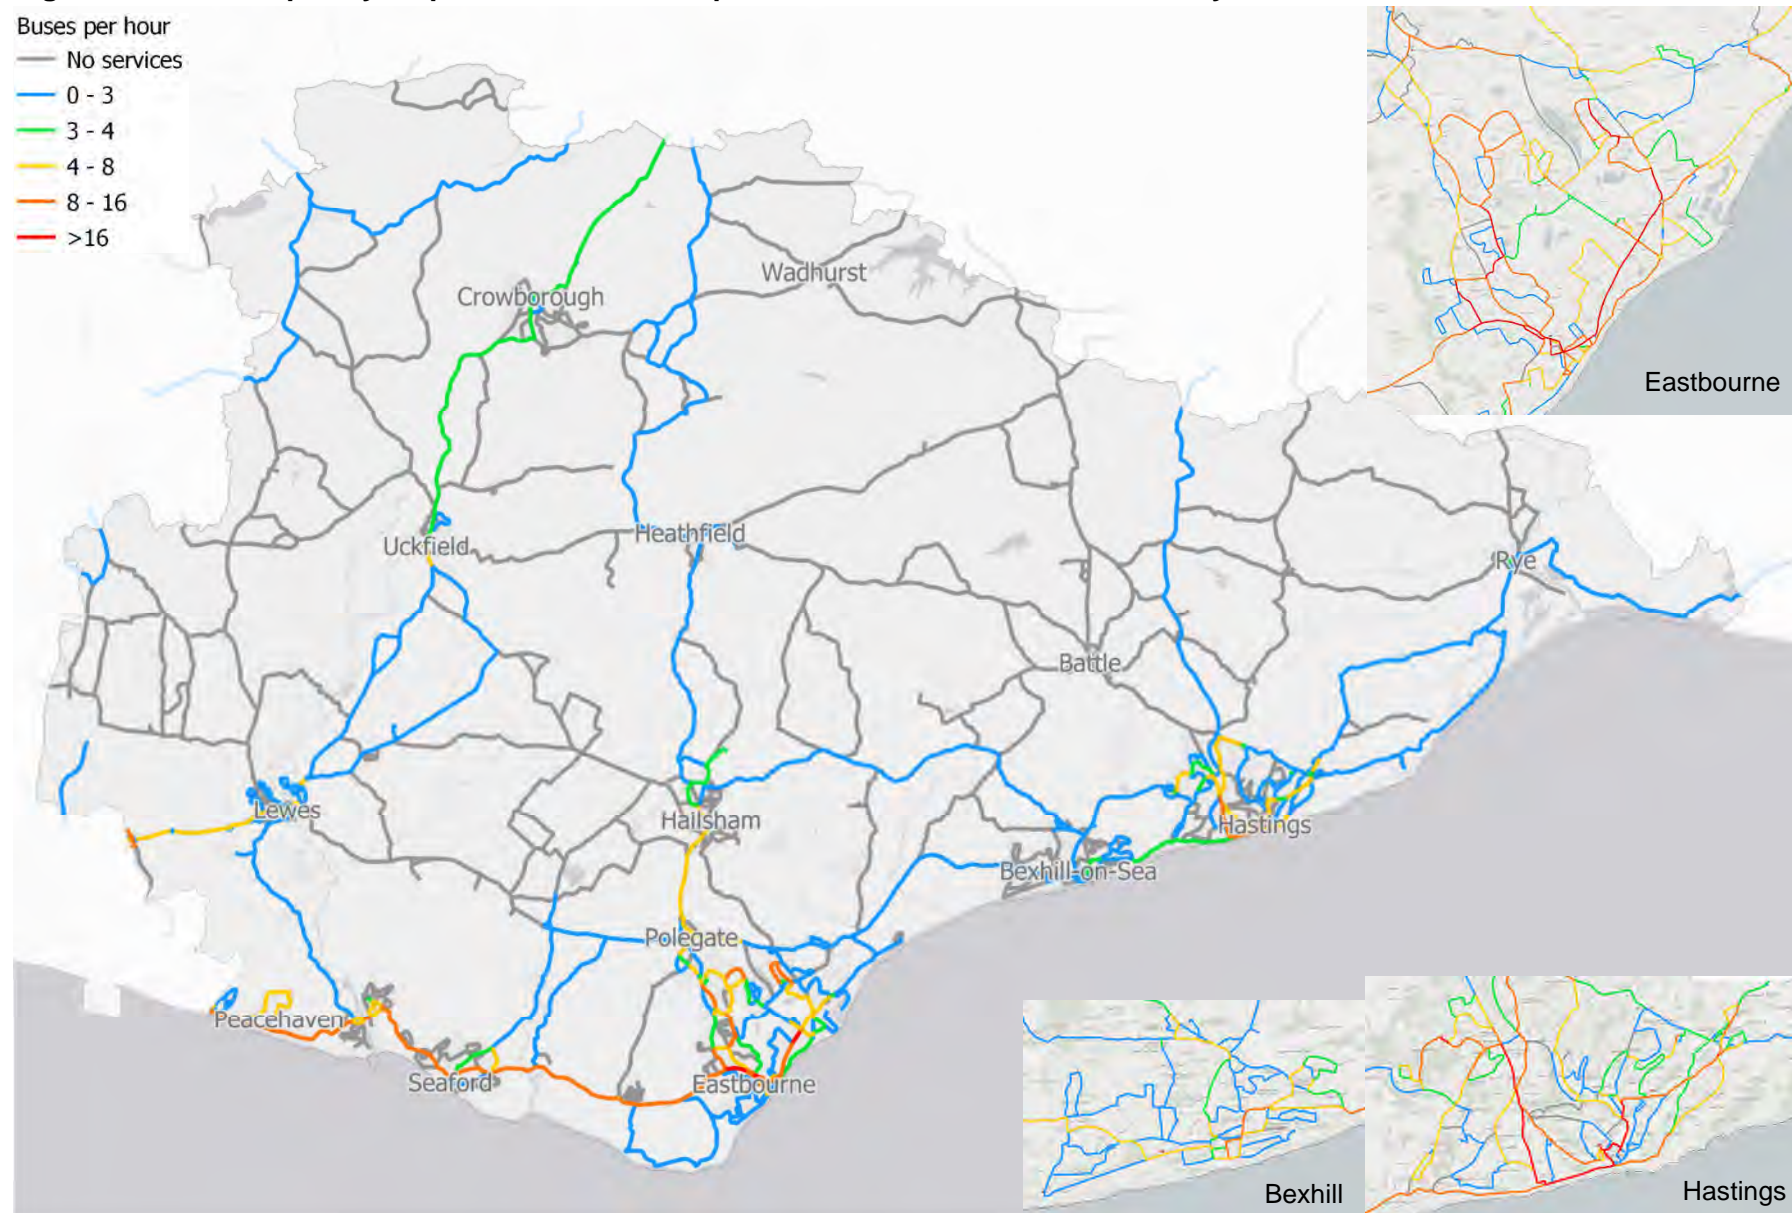 Buses per hour
No services
0 - 3
3 - 4
4 - 8
8 - 16
>16
Crowborough
Wadhurst
Eastbourne
Uckfield
Heathfield
Rye
Battle
Lewes
Hailsham
Hastings
Bexhill-on-Sea
Polegate
Peacehaven
Seaford
Eastbourne
Bexhill
Hastings